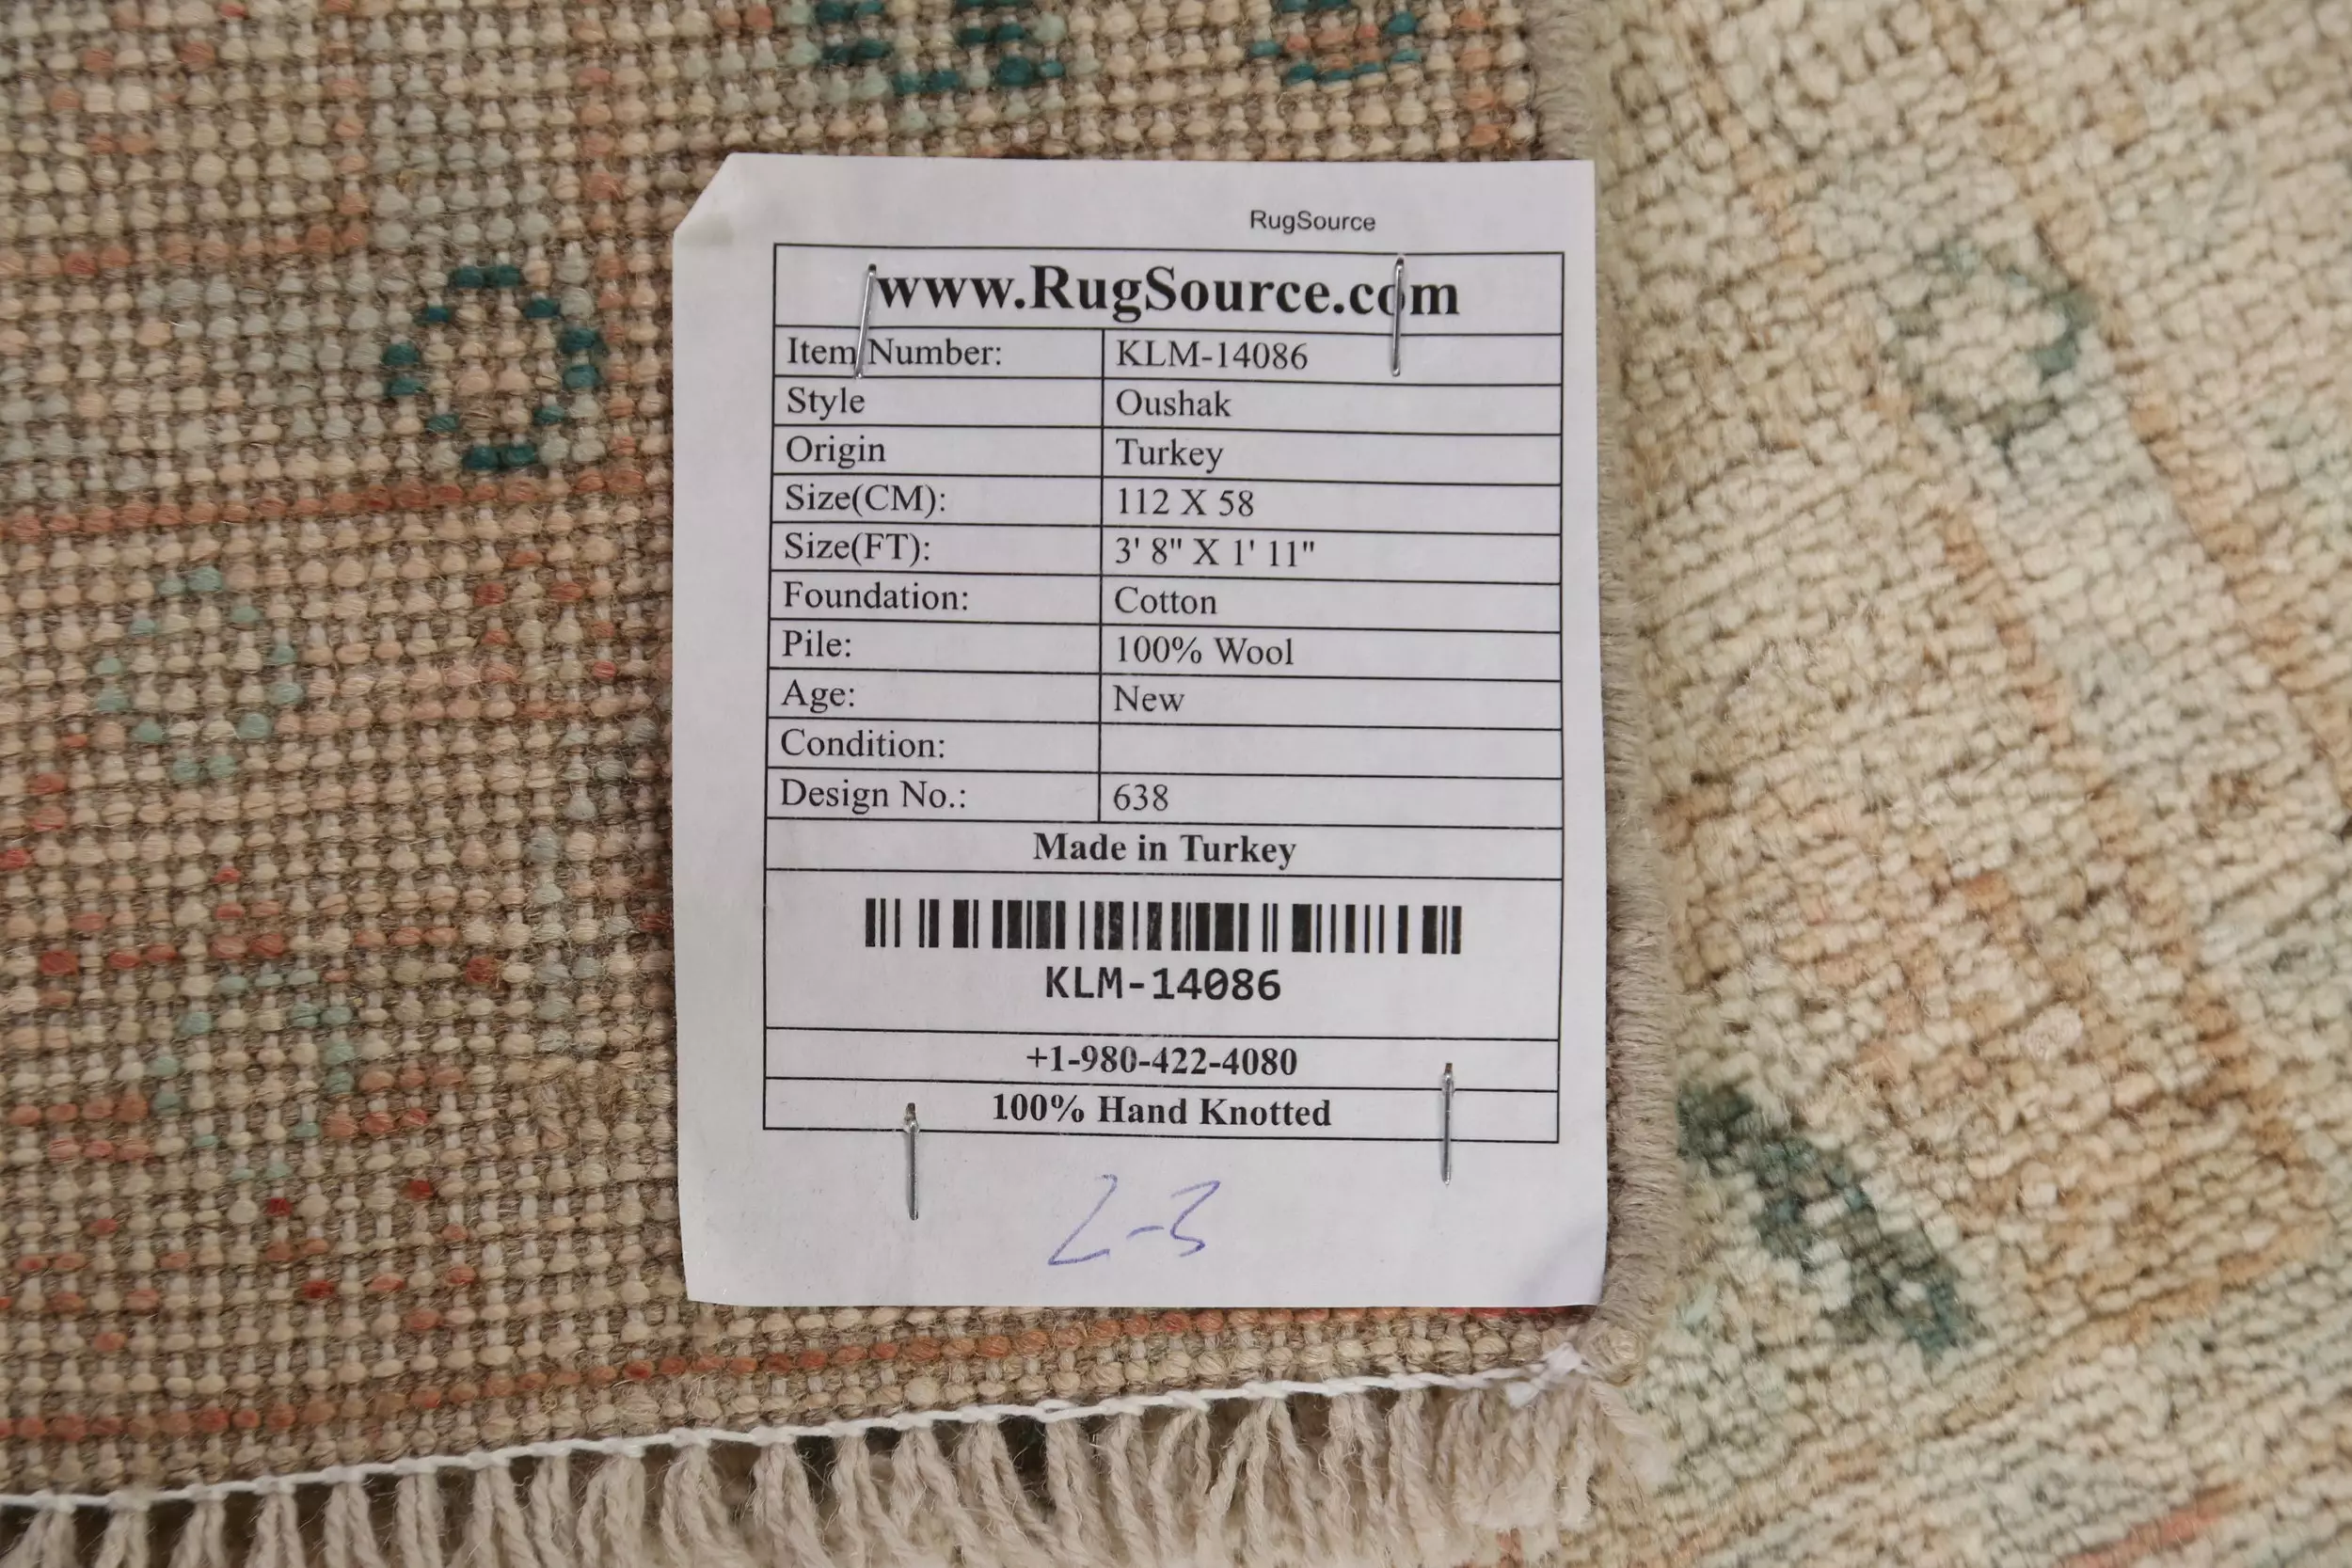 RugSource
www.RugSource.com
Item Number: KLM-14086
Style Oushak
Origin Turkey
Size(CM): 112 X 58
Size(FT): 3' 8" X 1' 11"
Foundation: Cotton
Pile: 100% Wool
Age: New
Condition:
Design No.: 638
Made in Turkey
KLM-14086
+1-980-422-4080
100% Hand Knotted
2-3